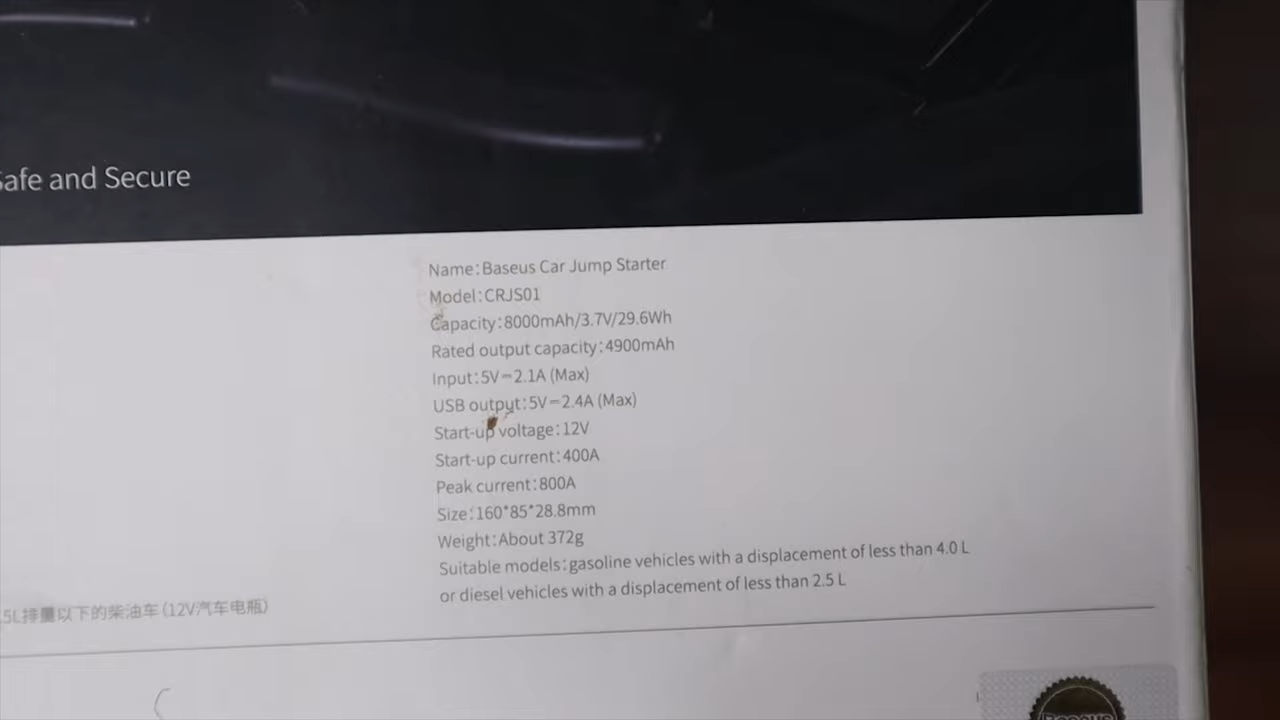 Safe and Secure
Name:Baseus Car Jump Starter
Model:CRJS01
Capacity:8000mAh/3.7V/29.6Wh
Rated output capacity:4900mAh
Input:5V⎓2.1A (Max)
USB output:5V⎓2.4A (Max)
Start-up voltage:12V
Start-up current:400A
Peak current:800A
Size:160*85*28.8mm
Weight:About 372g
Suitable models:gasoline vehicles with a displacement of less than 4.0 L
or diesel vehicles with a displacement of less than 2.5 L
.5L排量以下的柴油车(12V汽车电瓶)